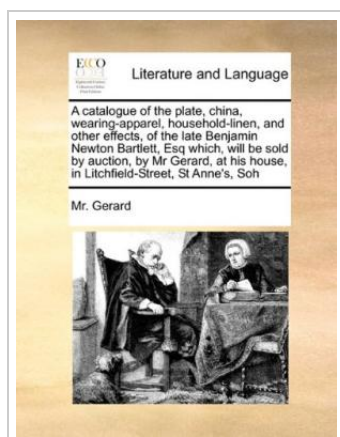 ECCO
Literature and Language
A catalogue of the plate, china,
wearing-apparel, household-linen, and
other effects, of the late Benjamin
Newton Bartlett, Esq which, will be sold
by auction, by Mr Gerard, at his house,
in Litchfield-Street, St Anne's, Soh
Mr. Gerard